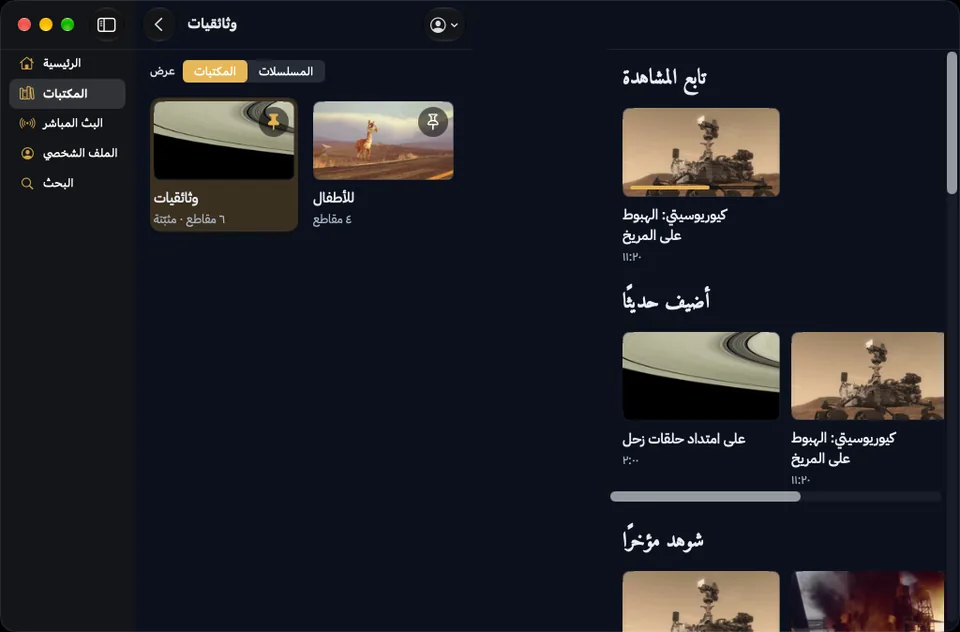 وثائقيات
الرئيسية
المكتبات
البث المباشر
الملف الشخصي
البحث
عرض
المكتبات
المسلسلات
وثائقيات
٦ مقاطع · مثبّتة
للأطفال
٤ مقاطع
تابع المشاهدة
كيوريوسيتي: الهبوط
على المريخ
١١:٢٠
أضيف حديثًا
على امتداد حلقات زحل
٢:٠٠
كيوريوسيتي: الهبوط
على المريخ
١١:٢٠
شوهد مؤخرًا